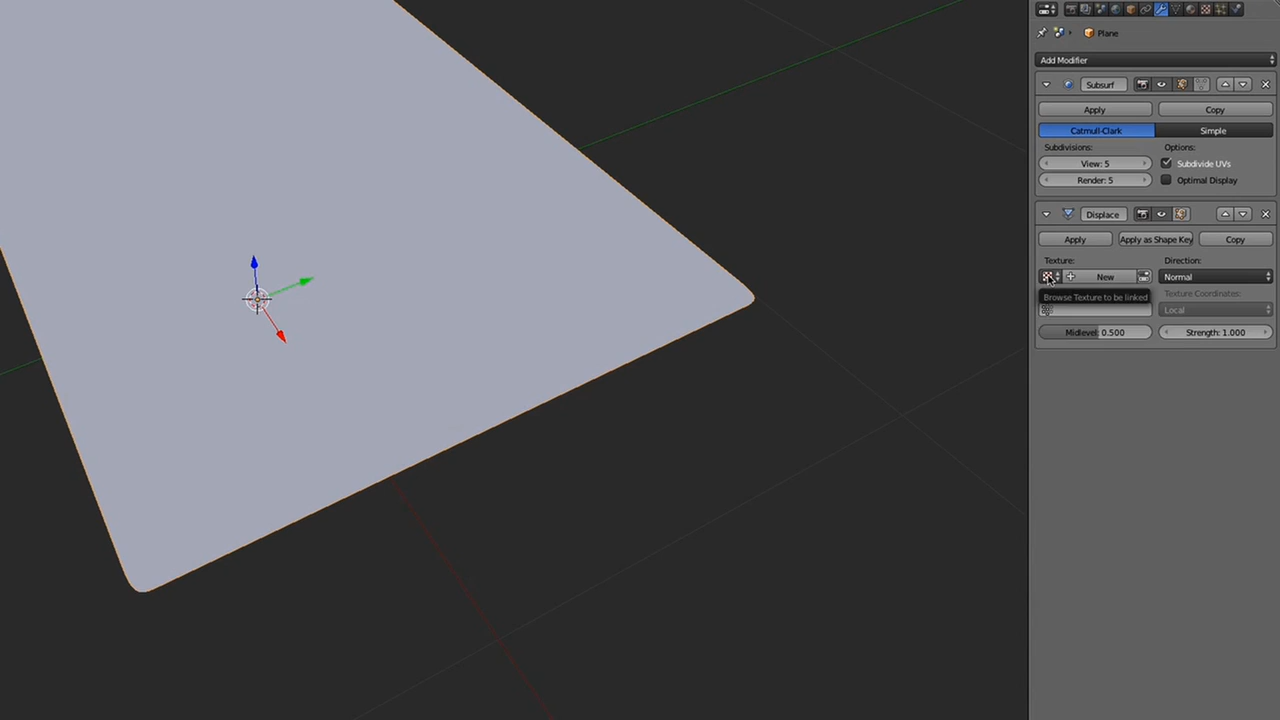 Plane
Add Modifier
Subsurf
Apply Copy
Catmull-Clark Simple
Subdivisions: Options:
View: 5 Subdivide UVs
Render: 5 Optimal Display
Displace
Apply Apply as Shape Key Copy
Texture: Direction:
New Normal
Browse Texture to be linked Texture Coordinates:
Local
Midlevel: 0.500 Strength: 1.000